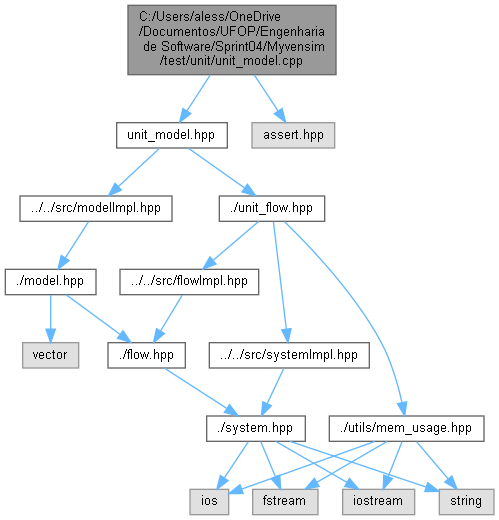 C:/Users/aless/OneDrive
/Documentos/UFOP/Engenharia
de Software/Sprint04/Myvensim
/test/unit/unit_model.cpp
unit_model.hpp
assert.hpp
../../src/modelImpl.hpp
./unit_flow.hpp
./model.hpp
../../src/flowImpl.hpp
vector
./flow.hpp
../../src/systemImpl.hpp
./system.hpp
./utils/mem_usage.hpp
ios
fstream
iostream
string